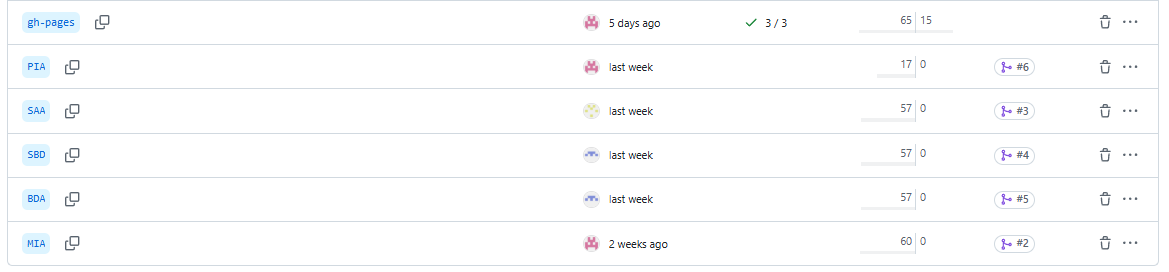 gh-pages 5 days ago 3 / 3 65 15
PIA last week 17 0 #6
SAA last week 57 0 #3
SBD last week 57 0 #4
BDA last week 57 0 #5
MIA 2 weeks ago 60 0 #2